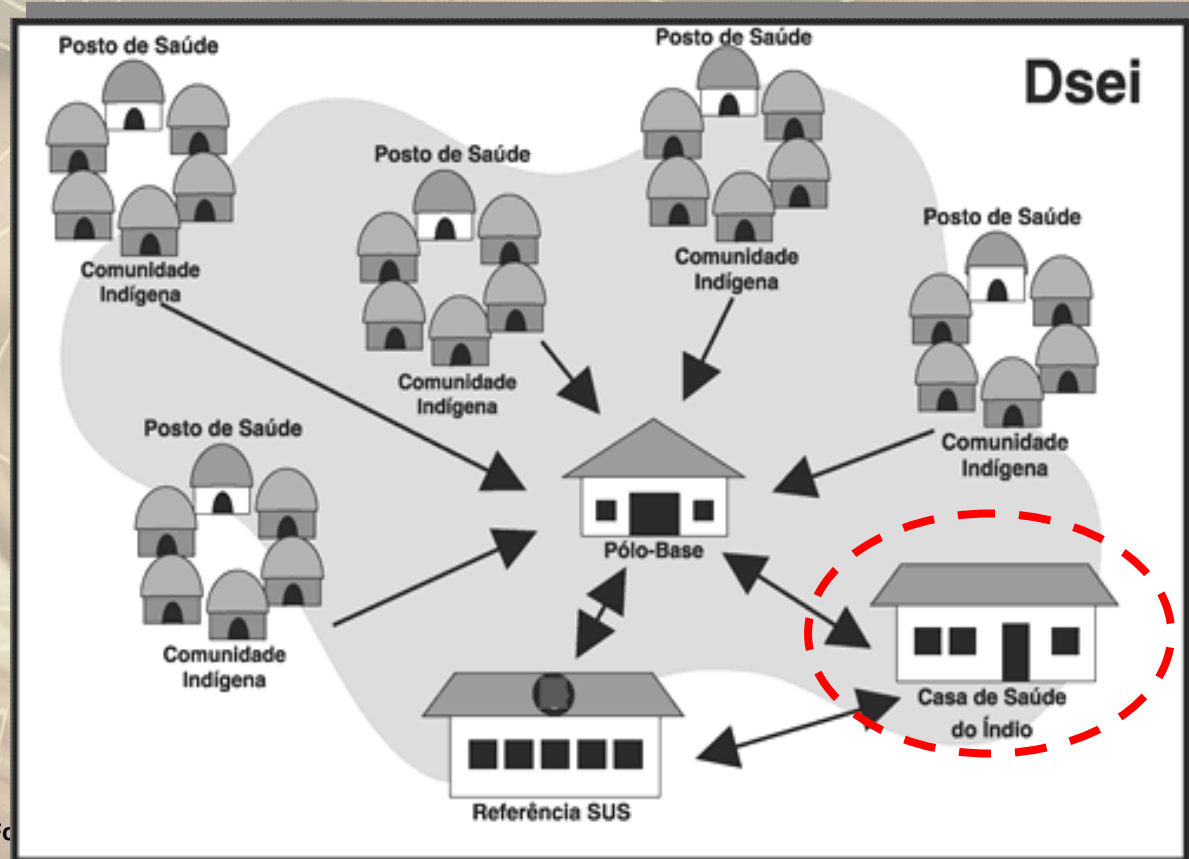 Posto de Saúde
Posto de Saúde
Dsei
Posto de Saúde
Posto de Saúde
Comunidade
Indígena
Comunidade
Indígena
Comunidade
Indígena
Posto de Saúde
Comunidade
Indígena
Pólo-Base
Comunidade
Indígena
Casa de Saúde
do Índio
Referência SUS